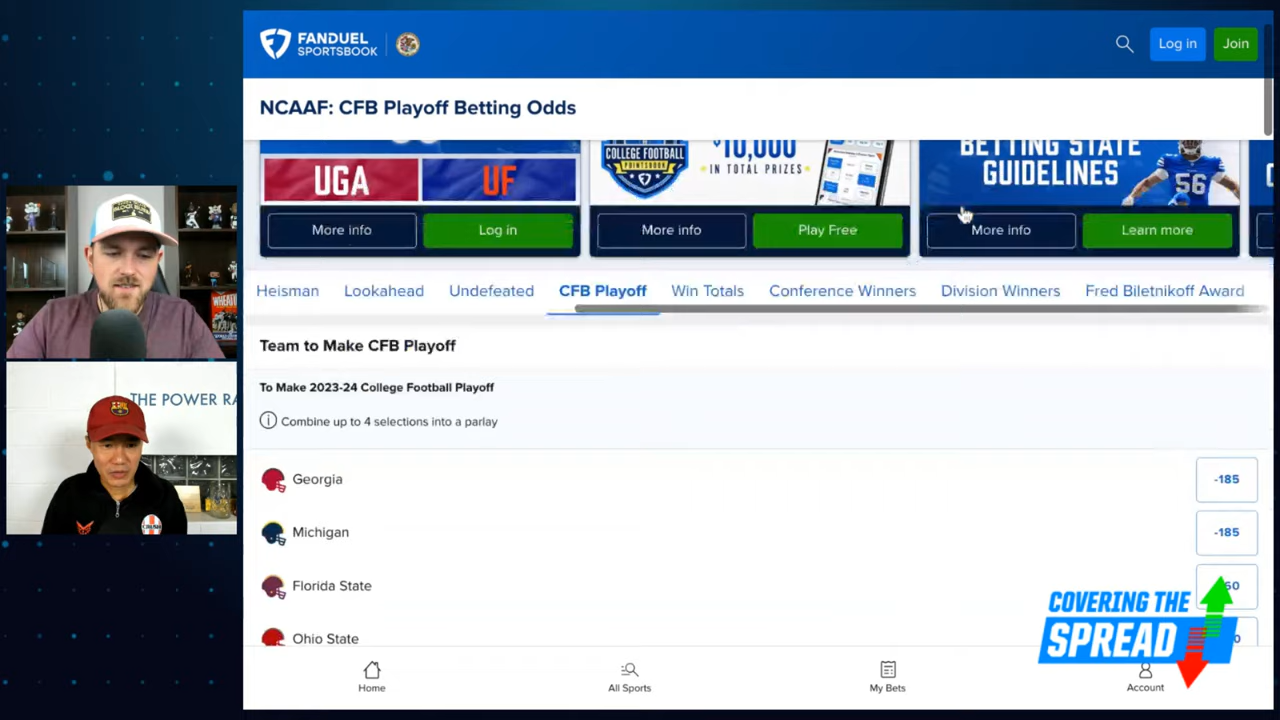 FANDUEL
SPORTSBOOK
Log in
Join
NCAAF: CFB Playoff Betting Odds
UGA
UF
COLLEGE FOOTBALL
$10,000
IN TOTAL PRIZES
BETTING STATE
GUIDELINES
56
More info
Log in
More info
Play Free
More info
Learn more
Heisman
Lookahead
Undefeated
CFB Playoff
Win Totals
Conference Winners
Division Winners
Fred Biletnikoff Award
Team to Make CFB Playoff
To Make 2023-24 College Football Playoff
Combine up to 4 selections into a parlay
Georgia
-185
Michigan
-185
Florida State
Ohio State
Home
All Sports
My Bets
Account
COVERING THE
SPREAD
THE POWER RA